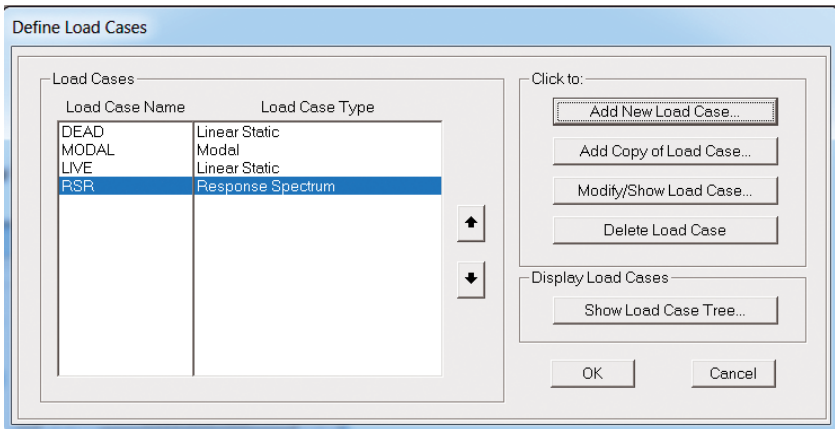 Define Load Cases
Load Cases
Load Case Name Load Case Type
DEAD Linear Static
MODAL Modal
LIVE Linear Static
RSR Response Spectrum
Click to:
Add New Load Case...
Add Copy of Load Case...
Modify/Show Load Case...
Delete Load Case
Display Load Cases
Show Load Case Tree...
OK Cancel